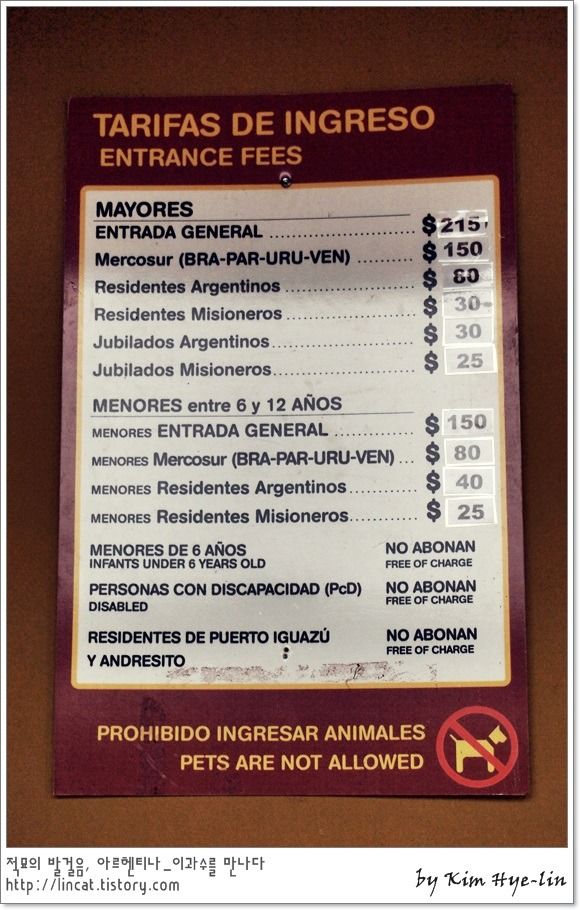 TARIFAS DE INGRESO
ENTRANCE FEES
MAYORES
ENTRADA GENERAL ........................ $ 215
Mercosur (BRA-PAR-URU-VEN) ......... $ 150
Residentes Argentinos ..................... $ 80
Residentes Misioneros ..................... $ 30
Jubilados Argentinos........................ $ 30
Jubilados Misioneros........................ $ 25
MENORES entre 6 y 12 AÑOS
MENORES ENTRADA GENERAL ............. $ 150
MENORES Mercosur (BRA-PAR-URU-VEN) ... $ 80
MENORES Residentes Argentinos............ $ 40
MENORES Residentes Misioneros............ $ 25
MENORES DE 6 AÑOS NO ABONAN
INFANTS UNDER 6 YEARS OLD FREE OF CHARGE
PERSONAS CON DISCAPACIDAD (PcD) NO ABONAN
DISABLED FREE OF CHARGE
RESIDENTES DE PUERTO IGUAZÚ NO ABONAN
Y ANDRESITO FREE OF CHARGE
PROHIBIDO INGRESAR ANIMALES
PETS ARE NOT ALLOWED
적묘의 발걸음, 아르헨티나_이과수를 만나다
http://lincat.tistory.com
by Kim Hye-lin